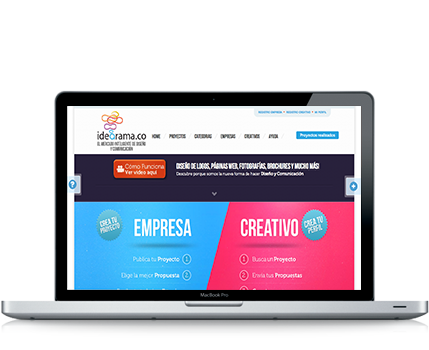 REGISTRO EMPRESA | REGISTRO CREATIVO | MI PERFIL
ideorama.co
EL MERCADO INTELIGENTE DE DISEÑO
Y COMUNICACIÓN
HOME PROYECTOS CATEGORIAS EMPRESAS CREATIVOS AYUDA Proyectos realizados
Cómo Funciona
Ver video aquí
DISEÑO DE LOGOS, PÁGINAS WEB, FOTOGRAFÍAS, BROCHURES Y MUCHO MÁS!
Descubre porque somos la nueva forma de hacer Diseño y Comunicación
?
CREA TU
PROYECTO
EMPRESA
Publica tu Proyecto 1
Elige la mejor Propuesta 2
CREATIVO
CREA TU
PERFIL
1 Busca un Proyecto
2 Envia tus Propuestas
MacBook Pro